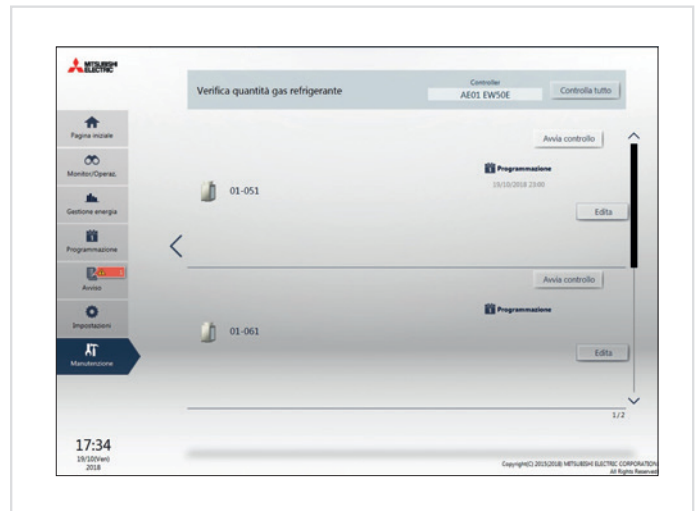 MITSUBISHI
ELECTRIC
Verifica quantità gas refrigerante
Controller
AE01 EW50E
Controlla tutto
Pagina iniziale
Monitor/Operaz.
Gestione energia
Programmazione
Avviso
Impostazioni
Manutenzione
Avvia controllo
01-051
Programmazione
19/10/2018 23:00
Edita
Avvia controllo
01-061
Programmazione
Edita
1/2
17:34
19/10(Ven)
2018
Copyright(C) 2015(2018) MITSUBISHI ELECTRIC CORPORATION
All Rights Reserved